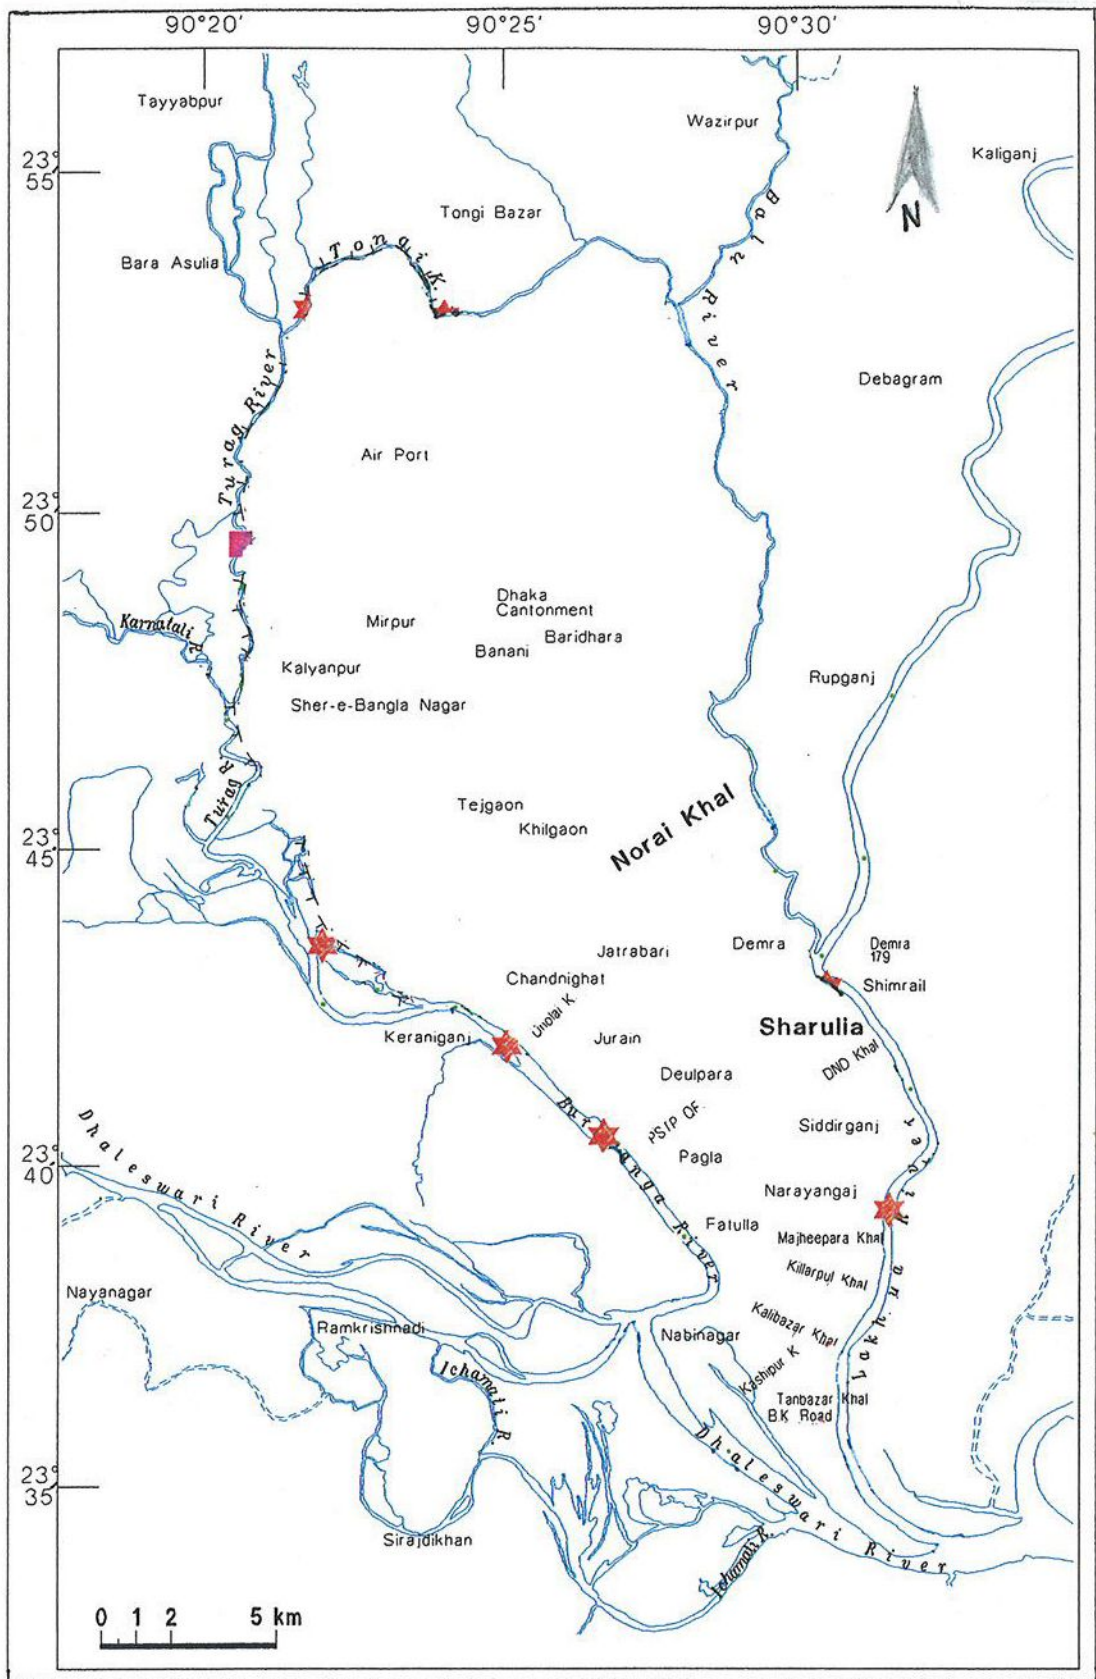 90°20′ 90°25′ 90°30′
Tayyabpur
Wazirpur
23°
55′
Kaliganj
N
Tongi Bazar
Balu River
Tongi K.
Bara Asulia
Turag River
Debagram
Air Port
23°
50′
Dhaka
Cantonment
Karnatali R.
Mirpur
Baridhara
Banani
Kalyanpur
Rupganj
Sher-e-Bangla Nagar
Turag R.
Tejgaon
Khilgaon
Norai Khal
23°
45′
Jatrabari
Demra
Demra
179
Chandnighat
Shimrail
Keraniganj
Jurain
Sharulia
DND Khal
Deulpara
PSTP OF
Siddirganj
Pagla
23°
40′
Dhaleswari River
Narayangaj
Fatulla
Majheepara Khal
Killarpul Khal
Nayanagar
Ramkrishnadi
Nabinagar
Kalibazar Khal
Ichamati R.
Kashipur K
Tanbazar Khal
B.K Road
23°
35′
Dhaleswari River
Sirajdikhan
Ichamati R.
0 1 2 5 km